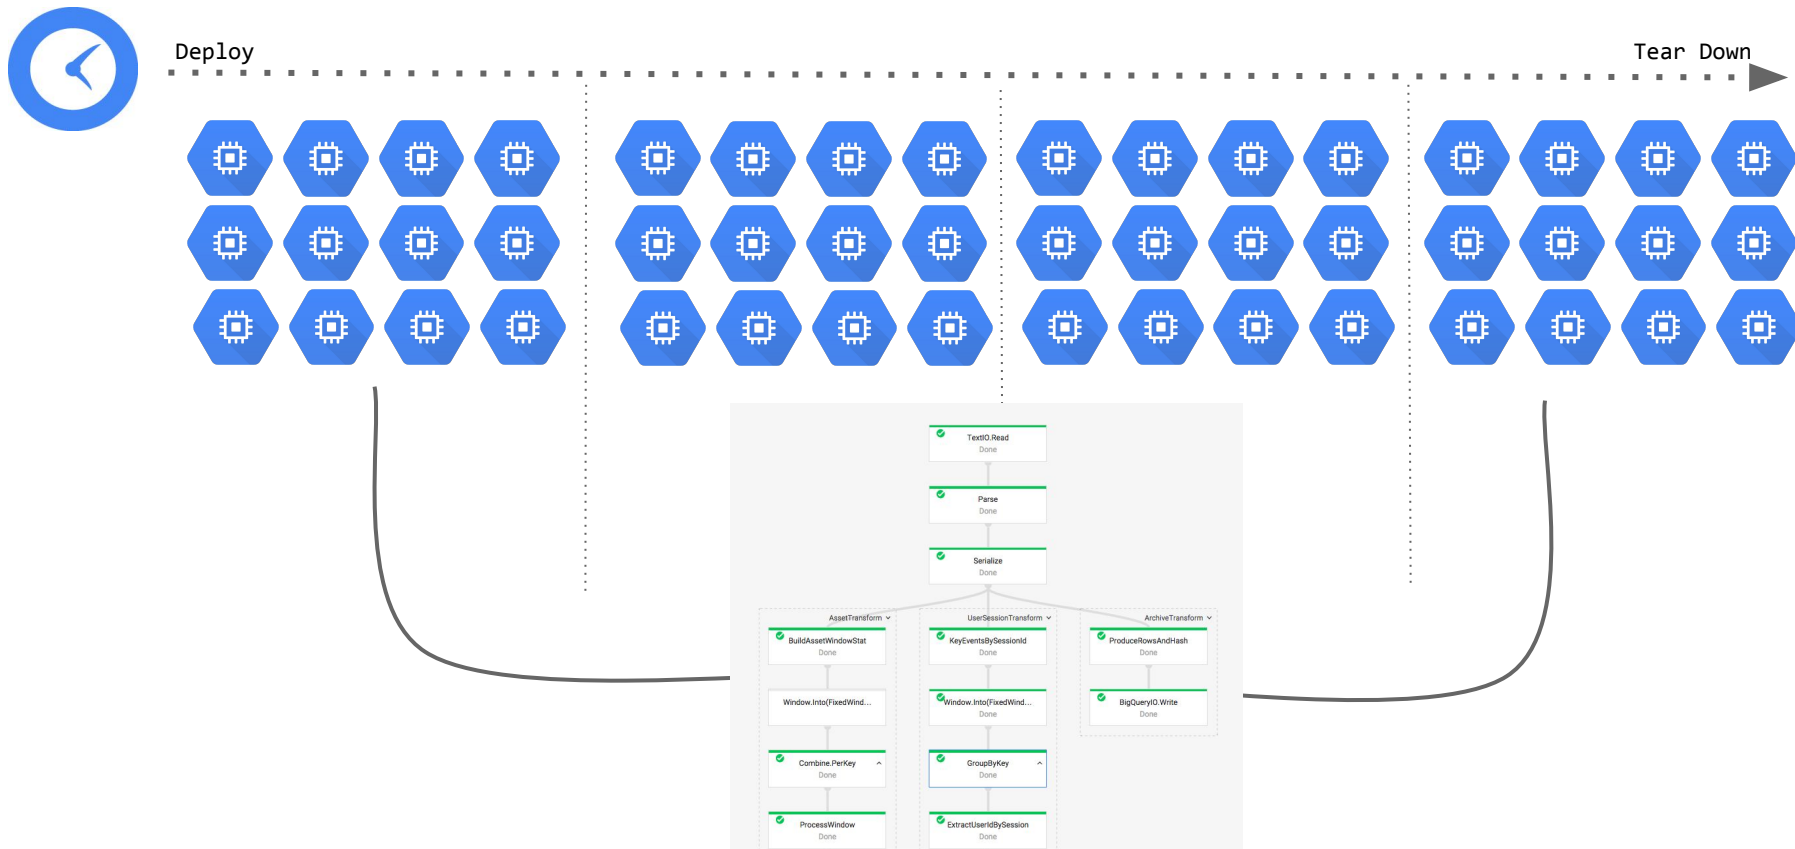 Deploy
Tear Down
TextIO.Read
Done
Parse
Done
Serialize
Done
AssetTransform
UserSessionTransform
ArchiveTransform
BuildAssetWindowStat
Done
KeyEventsBySessionId
Done
ProduceRowsAndHash
Done
Window.Into(FixedWind...
Window.Into(FixedWind...
Done
BigQueryIO.Write
Done
Combine.PerKey
Done
GroupByKey
Done
ProcessWindow
Done
ExtractUserIdBySession
Done